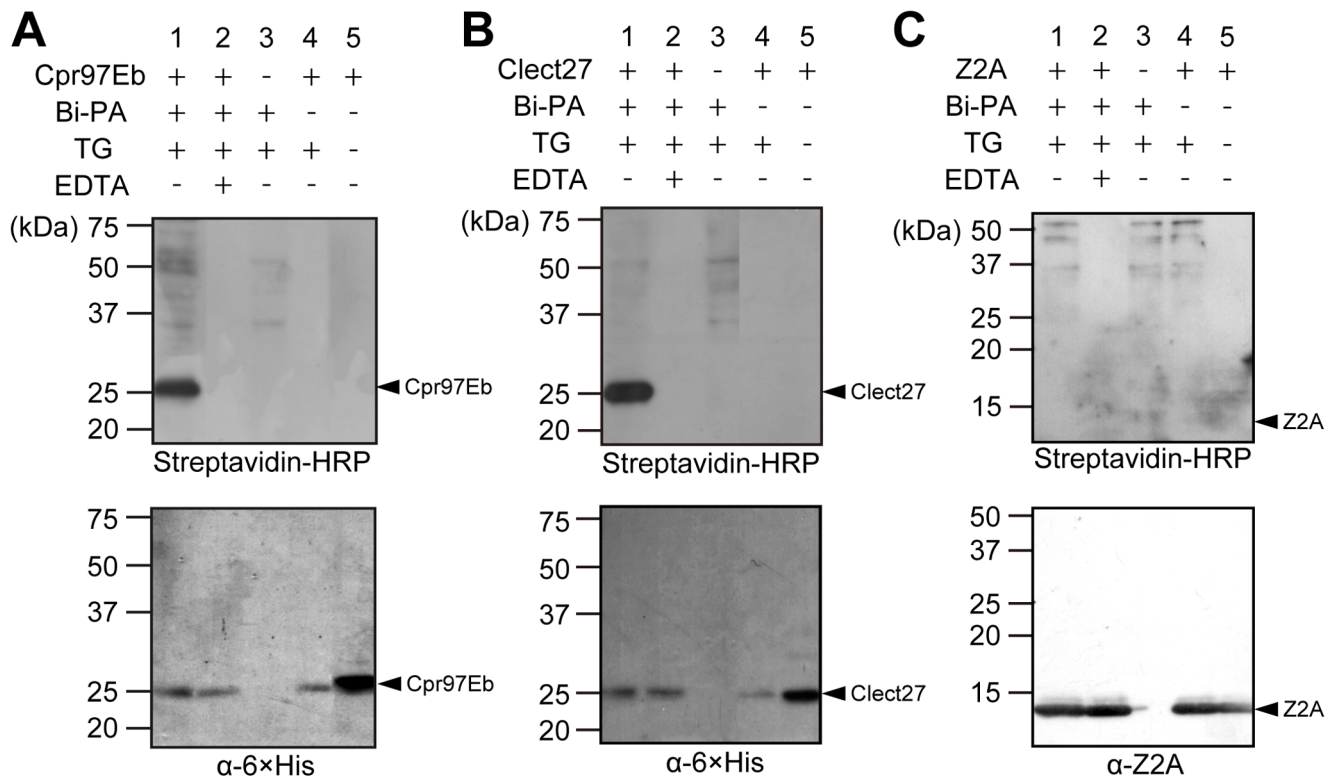 A
1 2 3 4 5
Cpr97Eb + + - + +
Bi-PA + + + - -
TG + + + + -
EDTA - + - - -
(kDa)
75
50
37
25
20
Cpr97Eb
Streptavidin-HRP
75
50
37
25
20
Cpr97Eb
α-6×His
B
1 2 3 4 5
Clect27 + + - + +
Bi-PA + + + - -
TG + + + + -
EDTA - + - - -
(kDa)
75
50
37
25
20
Clect27
Streptavidin-HRP
75
50
37
25
20
Clect27
α-6×His
C
1 2 3 4 5
Z2A + + - + +
Bi-PA + + + - -
TG + + + + -
EDTA - + - - -
(kDa)
50
37
25
20
15
Z2A
Streptavidin-HRP
50
37
25
20
15
Z2A
α-Z2A